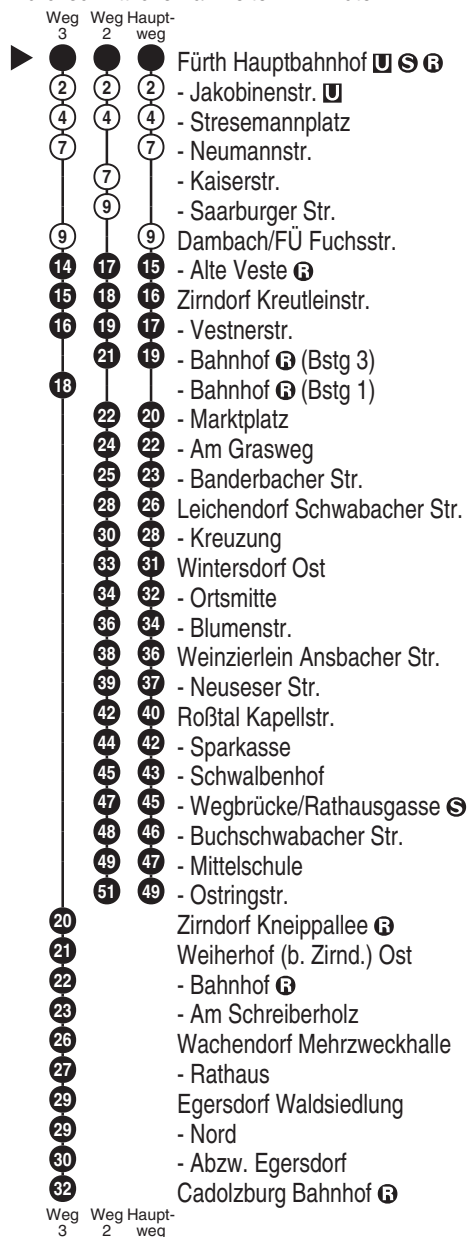 Weg Weg Haupt-
3 2 weg
Fürth Hauptbahnhof U S R
2 2 2 - Jakobinenstr. U
4 4 4 - Stresemannplatz
7 7 - Neumannstr.
7 - Kaiserstr.
9 - Saarburger Str.
9 9 Dambach/FÜ Fuchsstr.
14 17 15 - Alte Veste R
15 18 16 Zirndorf Kreutleinstr.
16 19 17 - Vestnerstr.
21 19 - Bahnhof R (Bstg 3)
18 - Bahnhof R (Bstg 1)
22 20 - Marktplatz
24 22 - Am Grasweg
25 23 - Banderbacher Str.
28 26 Leichendorf Schwabacher Str.
30 28 - Kreuzung
33 31 Wintersdorf Ost
34 32 - Ortsmitte
36 34 - Blumenstr.
38 36 Weinzierlein Ansbacher Str.
39 37 - Neuseser Str.
42 40 Roßtal Kapellstr.
44 42 - Sparkasse
45 43 - Schwalbenhof
47 45 - Wegbrücke/Rathausgasse S
48 46 - Buchschwabacher Str.
49 47 - Mittelschule
51 49 - Ostringstr.
20 Zirndorf Kneippallee R
21 Weiherhof (b. Zirnd.) Ost
22 - Bahnhof R
23 - Am Schreiberholz
26 Wachendorf Mehrzweckhalle
27 - Rathaus
29 Egersdorf Waldsiedlung
29 - Nord
30 - Abzw. Egersdorf
32 Cadolzburg Bahnhof R
Weg Weg Haupt-
3 2 weg